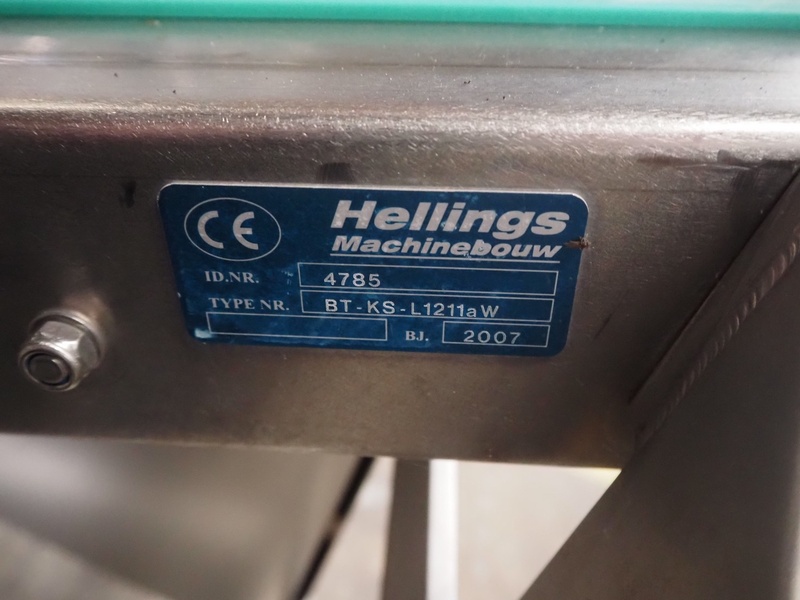 CE
Hellings
Machinebouw
ID.NR. 4785
TYPE NR. BT-KS-L1211aW
BJ. 2007